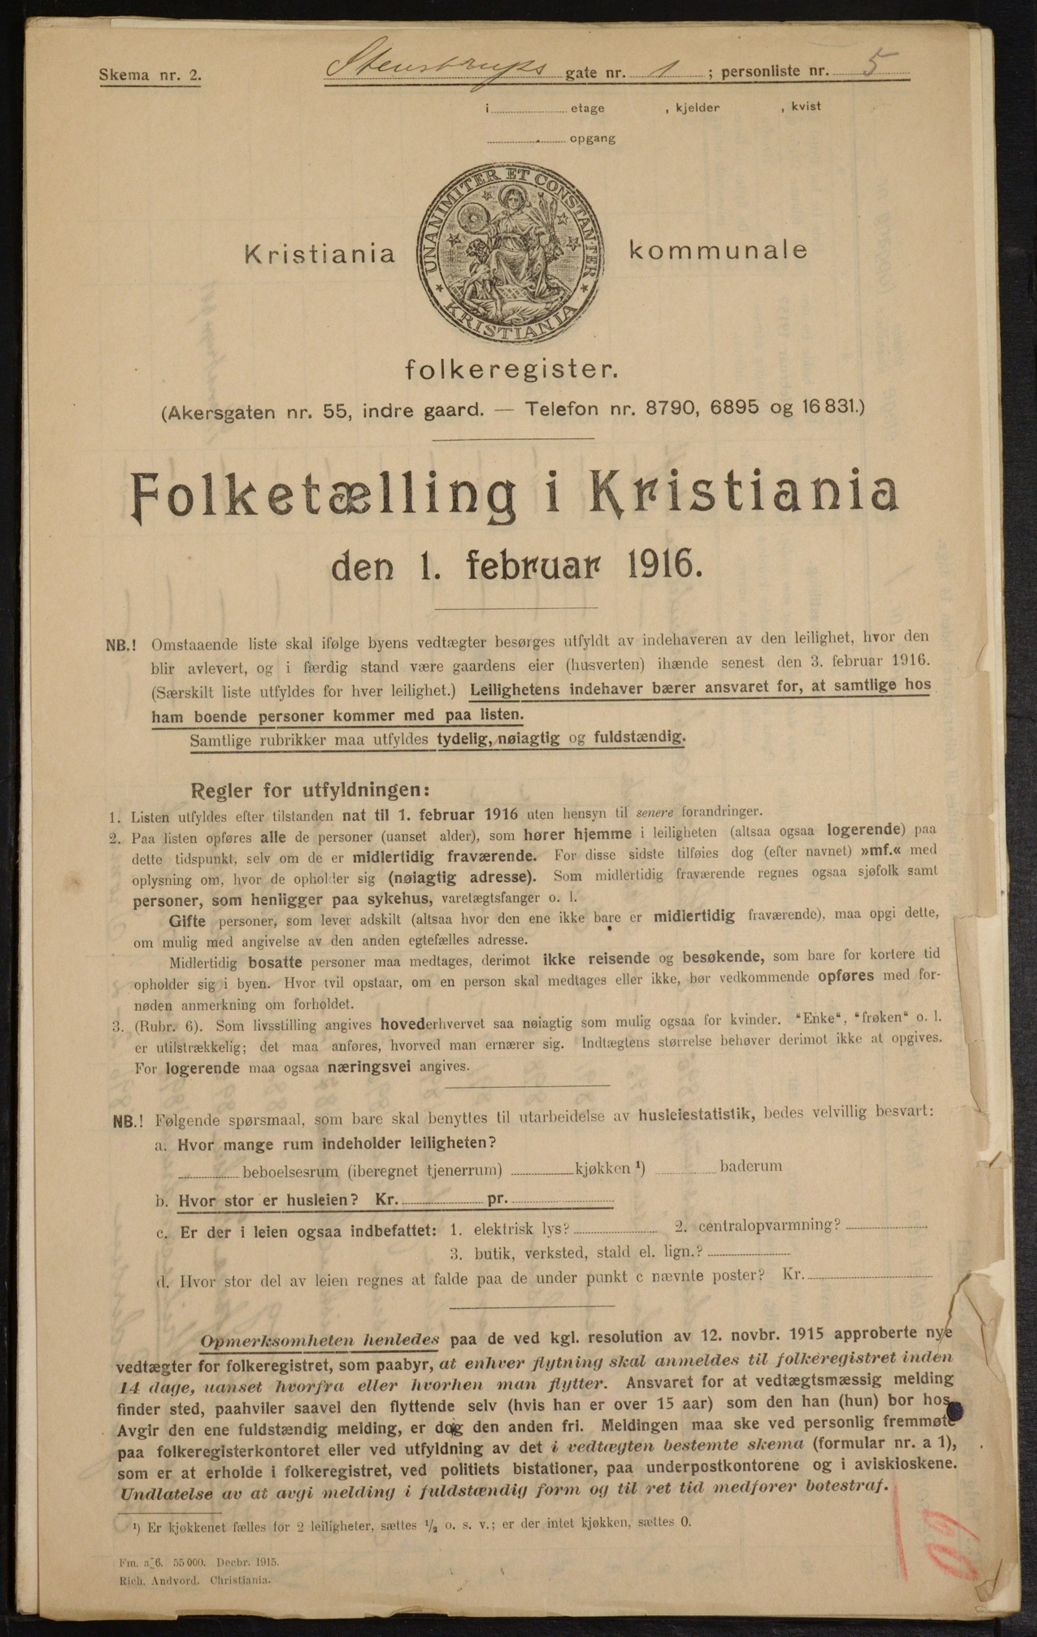 Skema nr. 2.
Stenstrups gate nr. 1 ; personliste nr. 5
i etage , kjelder , kvist
opgang
UNANIMITER ET CONSTANTER
KRISTIANIA
Kristiania kommunale
folkeregister.
(Akersgaten nr. 55, indre gaard. — Telefon nr. 8790, 6895 og 16 831.)
Folketælling i Kristiania
den 1. februar 1916.
NB.! Omstaaende liste skal ifølge byens vedtægter besørges utfyldt av indehaveren av den leilighet, hvor den
blir avlevert, og i færdig stand være gaardens eier (husverten) ihænde senest den 3. februar 1916.
(Særskilt liste utfyldes for hver leilighet.) Leilighetens indehaver bærer ansvaret for, at samtlige hos
ham boende personer kommer med paa listen.
Samtlige rubrikker maa utfyldes tydelig, nøiagtig og fuldstændig.
Regler for utfyldningen:
1. Listen utfyldes efter tilstanden nat til 1. februar 1916 uten hensyn til senere forandringer.
2. Paa listen opføres alle de personer (uanset alder), som hører hjemme i leiligheten (altsaa ogsaa logerende) paa
dette tidspunkt, selv om de er midlertidig fraværende. For disse sidste tilføies dog (efter navnet) »mf.« med
oplysning om, hvor de opholder sig (nøiagtig adresse). Som midlertidig fraværende regnes ogsaa sjøfolk samt
personer, som henligger paa sykehus, varetægtsfanger o. l.
Gifte personer, som lever adskilt (altsaa hvor den ene ikke bare er midlertidig fraværende), maa opgi dette,
om mulig med angivelse av den anden egtefælles adresse.
Midlertidig bosatte personer maa medtages, derimot ikke reisende og besøkende, som bare for kortere tid
opholder sig i byen. Hvor tvil opstaar, om en person skal medtages eller ikke, bør vedkommende opføres med for-
nøden anmerkning om forholdet.
3. (Rubr. 6). Som livsstilling angives hovederhvervet saa nøiagtig som mulig ogsaa for kvinder. "Enke", "frøken" o. l.
er utilstrækkelig; det maa anføres, hvorved man ernærer sig. Indtægtens størrelse behøver derimot ikke at opgives.
For logerende maa ogsaa næringsvei angives.
NB.! Følgende spørsmaal, som bare skal benyttes til utarbeidelse av husleiestatistik, bedes velvillig besvart:
a. Hvor mange rum indeholder leiligheten?
beboelsesrum (iberegnet tjenerrum) kjøkken ¹) baderum
b. Hvor stor er husleien? Kr. pr.
c. Er der i leien ogsaa indbefattet: 1. elektrisk lys? 2. centralopvarmning?
3. butik, verksted, stald el. lign.?
d. Hvor stor del av leien regnes at falde paa de under punkt c nævnte poster? Kr.
Opmerksomheten henledes paa de ved kgl. resolution av 12. novbr. 1915 approberte nye
vedtægter for folkeregistret, som paabyr, at enhver flytning skal anmeldes til folkeregistret inden
14 dage, uanset hvorfra eller hvorhen man flytter. Ansvaret for at vedtægtsmæssig melding
finder sted, paahviler saavel den flyttende selv (hvis han er over 15 aar) som den han (hun) bor hos.
Avgir den ene fuldstændig melding, er dog den anden fri. Meldingen maa ske ved personlig fremmøte
paa folkeregisterkontoret eller ved utfyldning av det i vedtægten bestemte skema (formular nr. a 1),
som er at erholde i folkeregistret, ved politiets bistationer, paa underpostkontorene og i aviskioskene.
Undlatelse av at avgi melding i fuldstændig form og til ret tid medfører botestraf.
¹) Er kjøkkenet fælles for 2 leiligheter, sættes ½ o. s. v.; er der intet kjøkken, sættes 0.
Fm. a 6. 55 000. Decbr. 1915.
Rich. Andvord. Christiania.